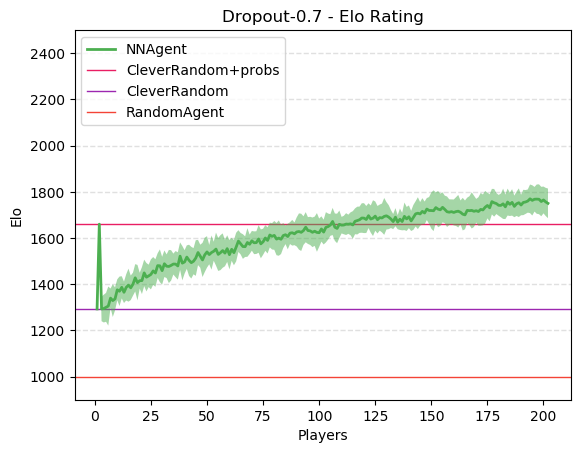 Dropout-0.7 - Elo Rating
NNAgent
CleverRandom+probs
CleverRandom
RandomAgent
2400
2200
2000
1800
1600
1400
1200
1000
Elo
0 25 50 75 100 125 150 175 200
Players